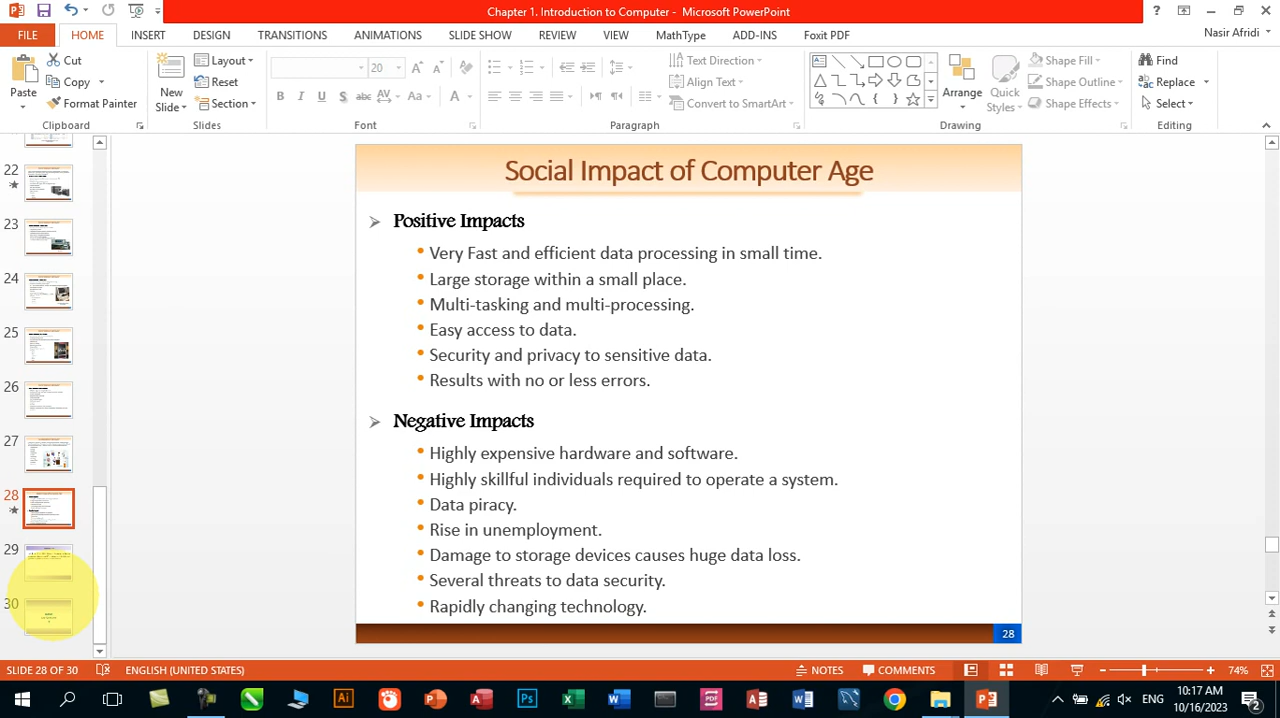 Chapter 1. Introduction to Computer - Microsoft PowerPoint
Nasir Afridi
FILE HOME INSERT DESIGN TRANSITIONS ANIMATIONS SLIDE SHOW REVIEW VIEW MathType ADD-INS Foxit PDF
Paste
Cut
Copy
Format Painter
Clipboard
New Slide
Layout
Reset
Section
Slides
20
Font
Text Direction
Align Text
Convert to SmartArt
Paragraph
Arrange
Quick Styles
Shape Fill
Shape Outline
Shape Effects
Drawing
Find
Replace
Select
Editing
22
23
24
25
26
27
28
29
30
Social Impact of Computer Age
Positive Impacts
Very Fast and efficient data processing in small time.
Large storage within a small place.
Multi-tasking and multi-processing.
Easy access to data.
Security and privacy to sensitive data.
Results with no or less errors.
Negative Impacts
Highly expensive hardware and software.
Highly skillful individuals required to operate a system.
Data piracy.
Rise in unemployment.
Damage to storage devices causes huge data loss.
Several threats to data security.
Rapidly changing technology.
28
SLIDE 28 OF 30 ENGLISH (UNITED STATES) NOTES COMMENTS 74%
ENG 10:17 AM
10/16/2023